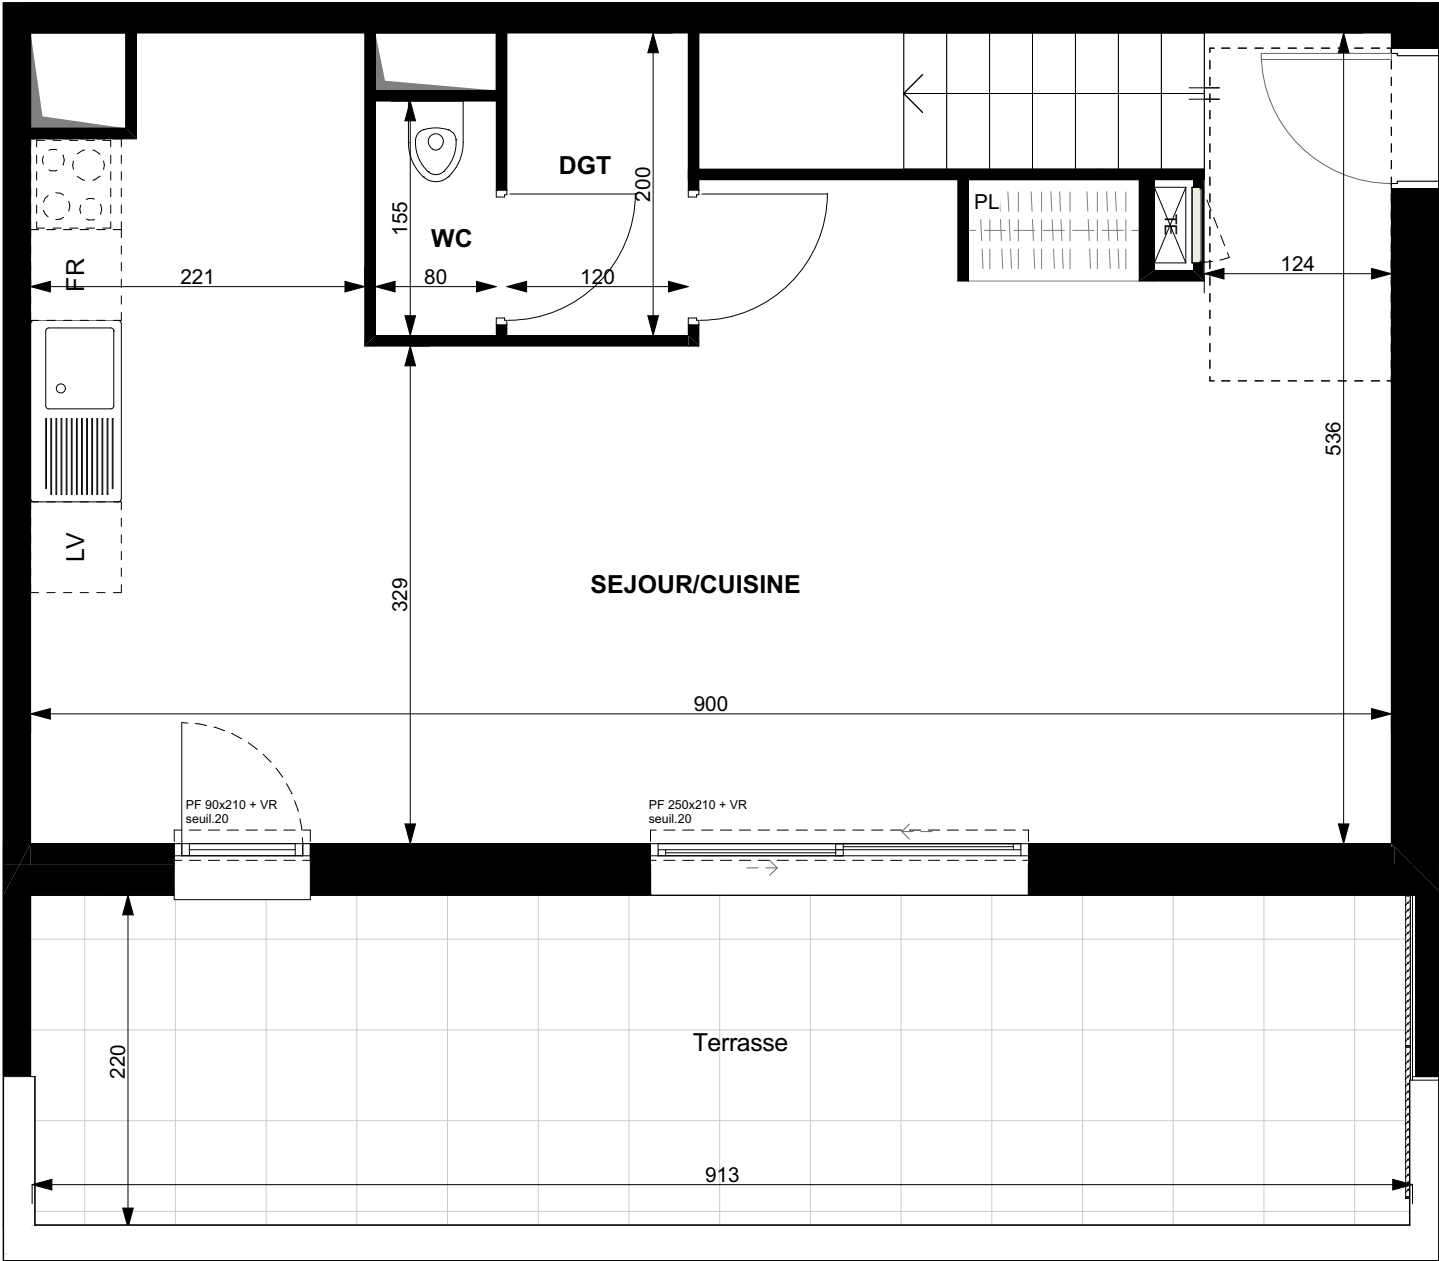 DGT
200
PL
TE
155
WC
FR
221
80
120
124
536
LV
329
SEJOUR/CUISINE
900
PF 90x210 + VR
seuil.20
PF 250x210 + VR
seuil.20
Terrasse
220
913